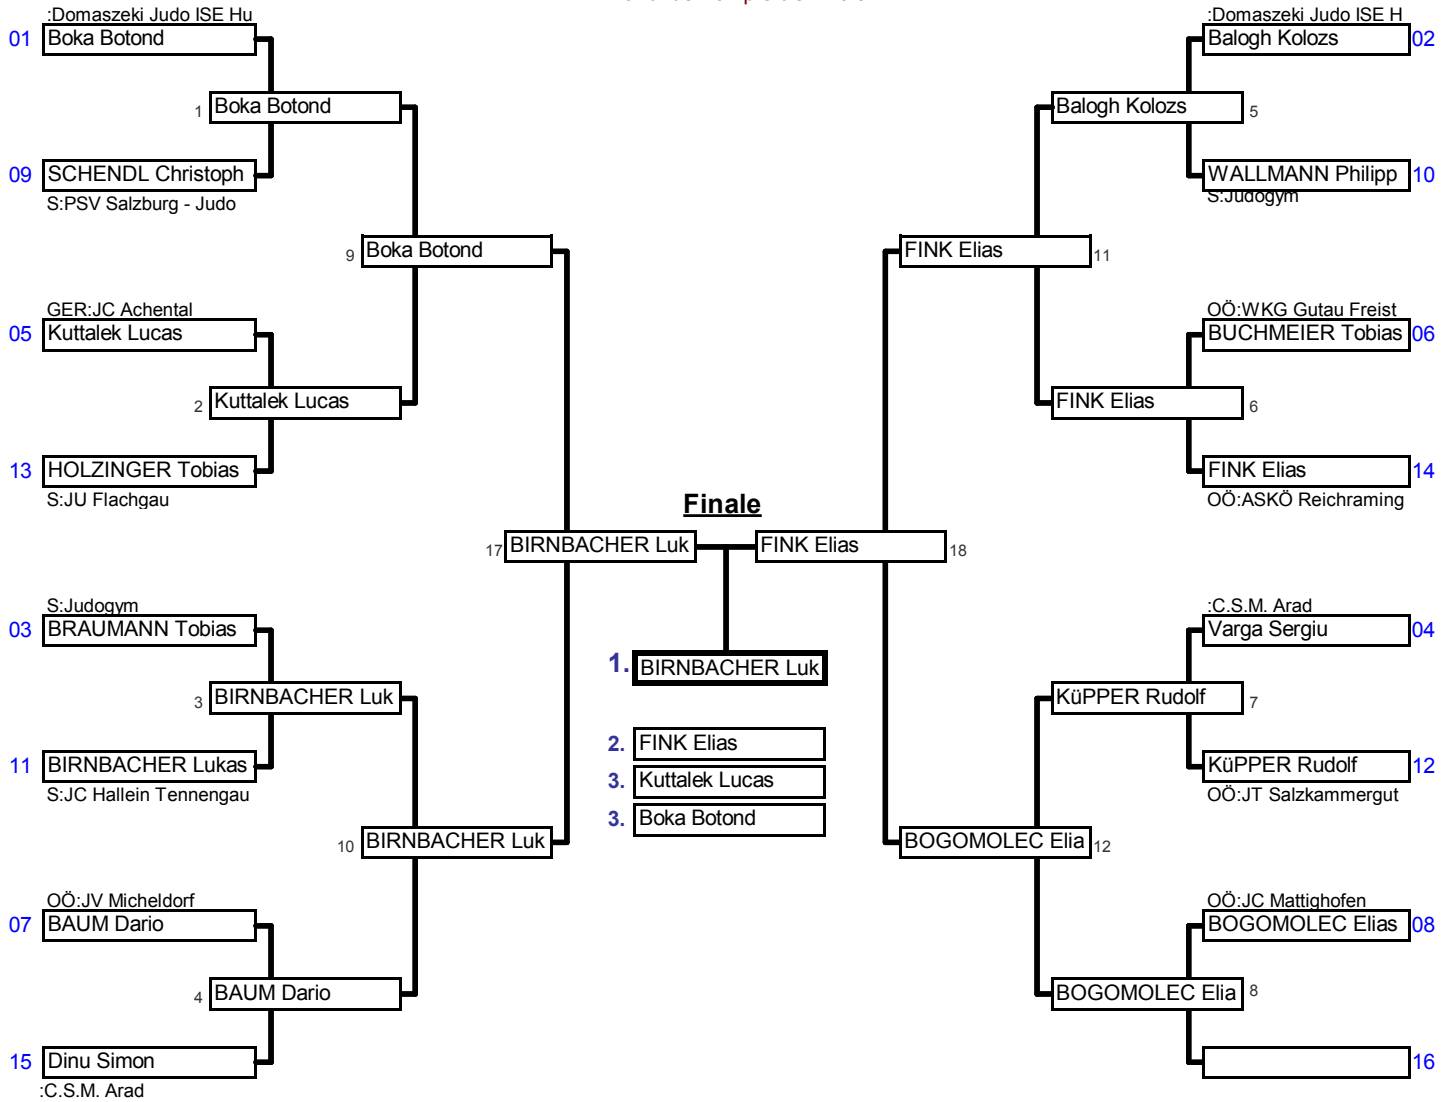 :Domaszeki Judo ISE Hu
01 Boka Botond
1 Boka Botond
09 SCHENDL Christoph
S:PSV Salzburg - Judo
9 Boka Botond
GER:JC Achental
05 Kuttalek Lucas
2 Kuttalek Lucas
13 HOLZINGER Tobias
S:JU Flachgau
17 BIRNBACHER Luk
S:Judogym
03 BRAUMANN Tobias
3 BIRNBACHER Luk
11 BIRNBACHER Lukas
S:JC Hallein Tennengau
10 BIRNBACHER Luk
OÖ:JV Micheldorf
07 BAUM Dario
4 BAUM Dario
15 Dinu Simon
:C.S.M. Arad
Finale
1. BIRNBACHER Luk
2. FINK Elias
3. Kuttalek Lucas
3. Boka Botond
:Domaszeki Judo ISE H
Balogh Kolozs 02
Balogh Kolozs 5
WALLMANN Philipp 10
S:Judogym
FINK Elias 11
OÖ:WKG Gutau Freist
BUCHMEIER Tobias 06
FINK Elias 6
FINK Elias 14
OÖ:ASKÖ Reichraming
FINK Elias 18
:C.S.M. Arad
Varga Sergiu 04
KüPPER Rudolf 7
KüPPER Rudolf 12
OÖ:JT Salzkammergut
BOGOMOLEC Elia 12
OÖ:JC Mattighofen
BOGOMOLEC Elias 08
BOGOMOLEC Elia 8
16